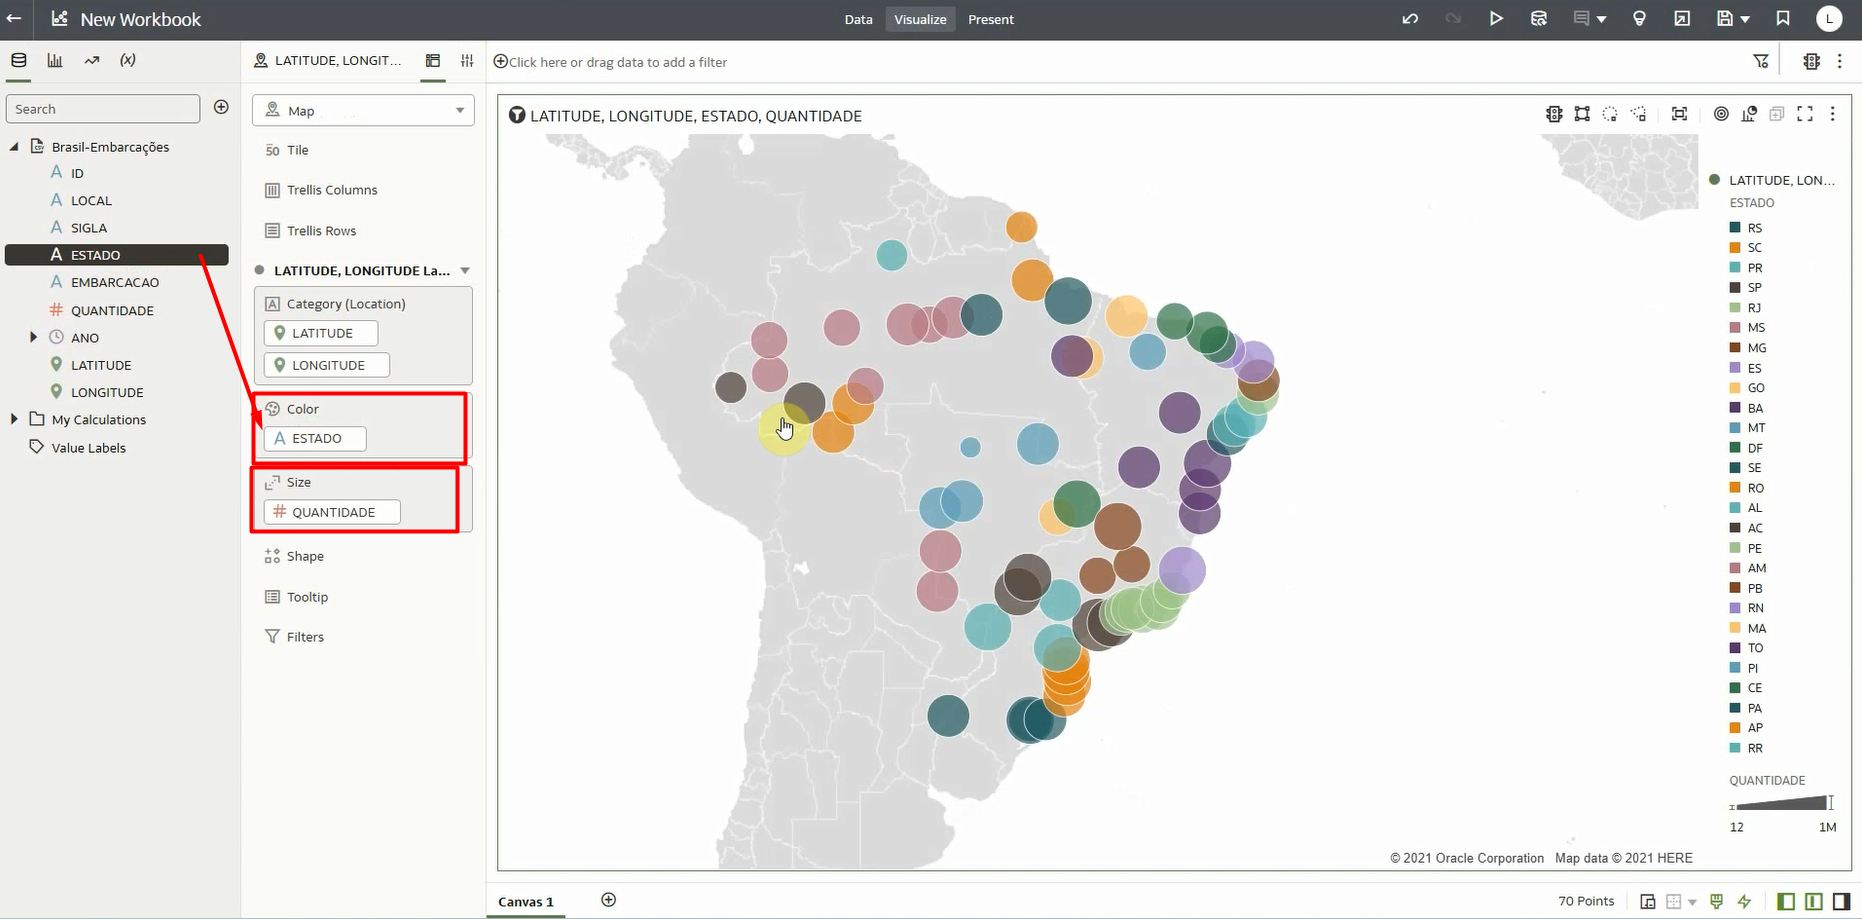 New Workbook
Data
Visualize
Present
L
(x)
LATITUDE, LONGIT...
Click here or drag data to add a filter
Search
Brasil-Embarcações
A ID
A LOCAL
A SIGLA
A ESTADO
A EMBARCACAO
# QUANTIDADE
ANO
LATITUDE
LONGITUDE
My Calculations
Value Labels
Map
50 Tile
Trellis Columns
Trellis Rows
LATITUDE, LONGITUDE La...
A Category (Location)
LATITUDE
LONGITUDE
Color
A ESTADO
Size
# QUANTIDADE
Shape
Tooltip
Filters
LATITUDE, LONGITUDE, ESTADO, QUANTIDADE
LATITUDE, LON...
ESTADO
RS
SC
PR
SP
RJ
MS
MG
ES
GO
BA
MT
DF
SE
RO
AL
AC
PE
AM
PB
RN
MA
TO
PI
CE
PA
AP
RR
QUANTIDADE
12 1M
© 2021 Oracle Corporation Map data © 2021 HERE
Canvas 1
70 Points